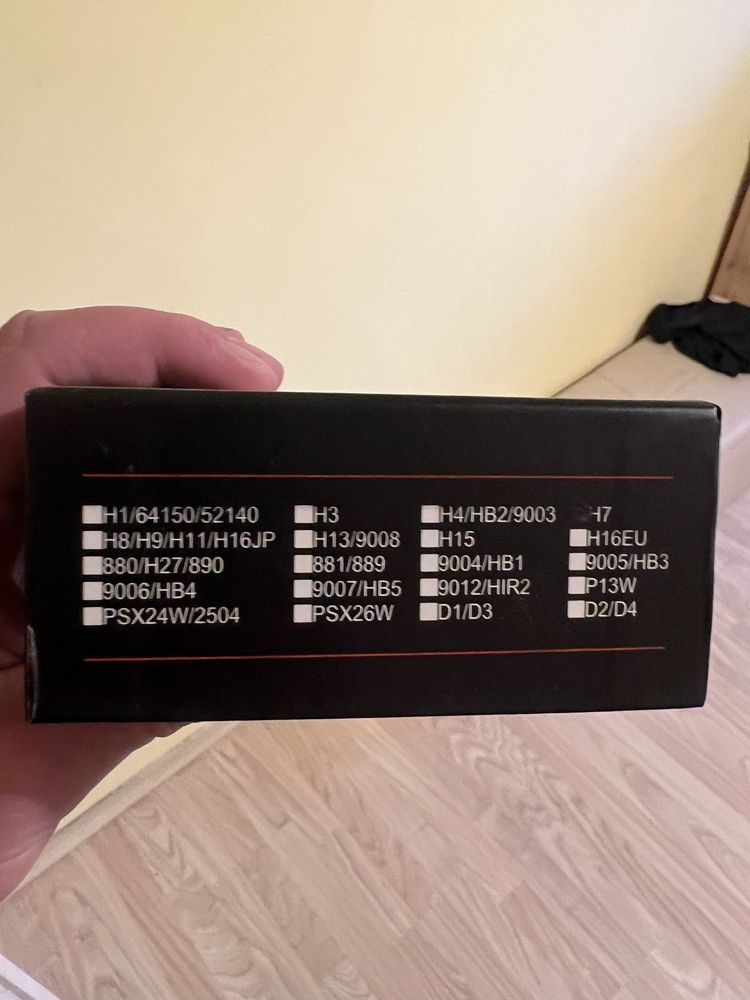 H1/64150/52140 H3 H4/HB2/9003 H7
H8/H9/H11/H16JP H13/9008 H15 H16EU
880/H27/890 881/889 9004/HB1 9005/HB3
9006/HB4 9007/HB5 9012/HIR2 P13W
PSX24W/2504 PSX26W D1/D3 D2/D4